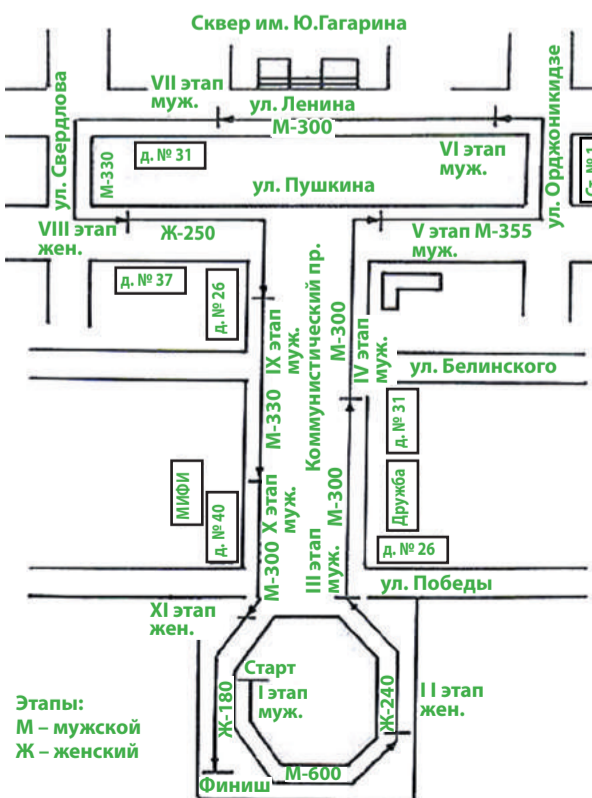 Сквер им. Ю.Гагарина
VII этап
муж.
ул. Ленина
М-300
VI этап
муж.
ул. Свердлова
ул. Орджоникидзе
М-330
д. № 31
ул. Пушкина
VIII этап
жен.
Ж-250
V этап М-355
муж.
д. № 37
д. № 26
IX этап
муж.
М-330
Коммунистический пр.
М-300
IV этап
муж.
ул. Белинского
д. № 31
Дружба
д. № 26
МИФИ
д. № 40
М-300 X этап
муж.
III этап
муж.
М-300
ул. Победы
XI этап
жен.
Старт
I этап
муж.
Ж-180
Ж-240
I I этап
жен.
Этапы:
М – мужской
Ж – женский
М-600
Финиш